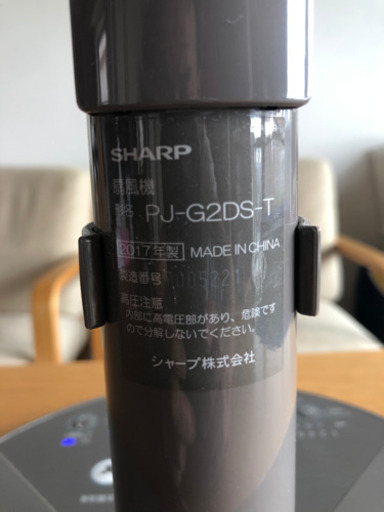 SHARP
扇風機
形名 PJ-G2DS-T
2017年製 MADE IN CHINA
製造番号 005221
高圧注意
内部に高電圧部があり、危険です
ので分解しないでください。
シャープ株式会社